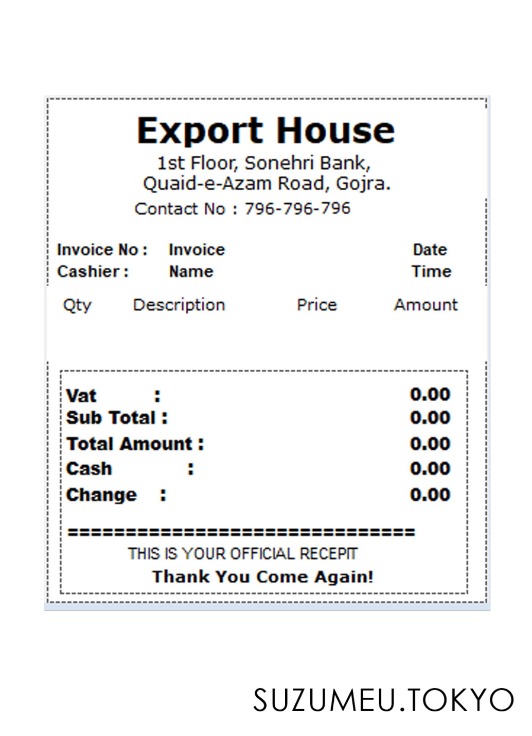 Export House
1st Floor, Sonehri Bank,
Quaid-e-Azam Road, Gojra.
Contact No : 796-796-796
Invoice No : Invoice Date
Cashier : Name Time
Qty Description Price Amount
Vat : 0.00
Sub Total : 0.00
Total Amount : 0.00
Cash : 0.00
Change : 0.00
==============================
THIS IS YOUR OFFICIAL RECEPIT
Thank You Come Again!
SUZUMEU.TOKYO